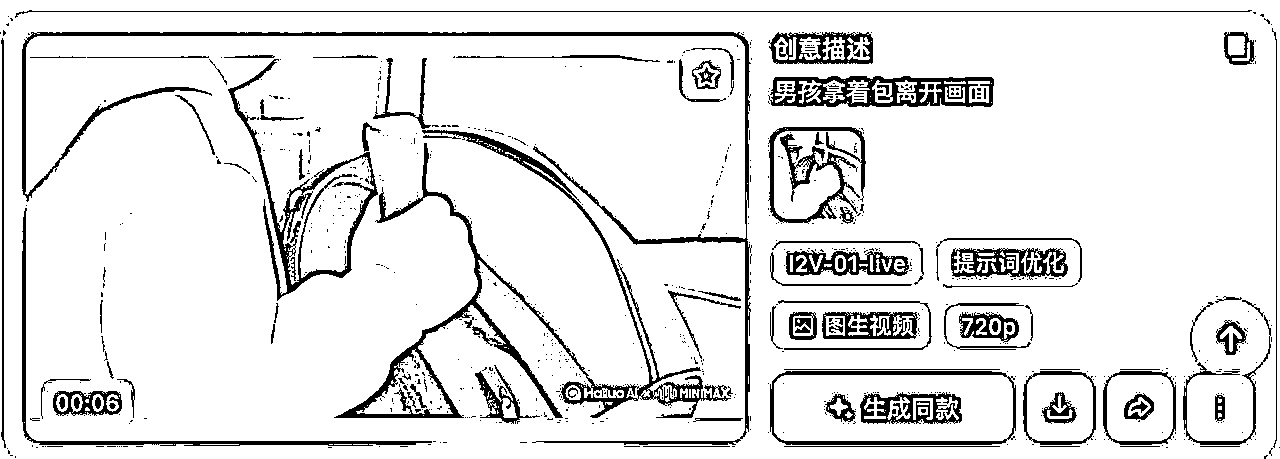 创意描述
男孩拿着包离开画面
I2V-01-live
提示词优化
图生视频
720p
00:06
Hailuo AI
MINIMAX
生成同款